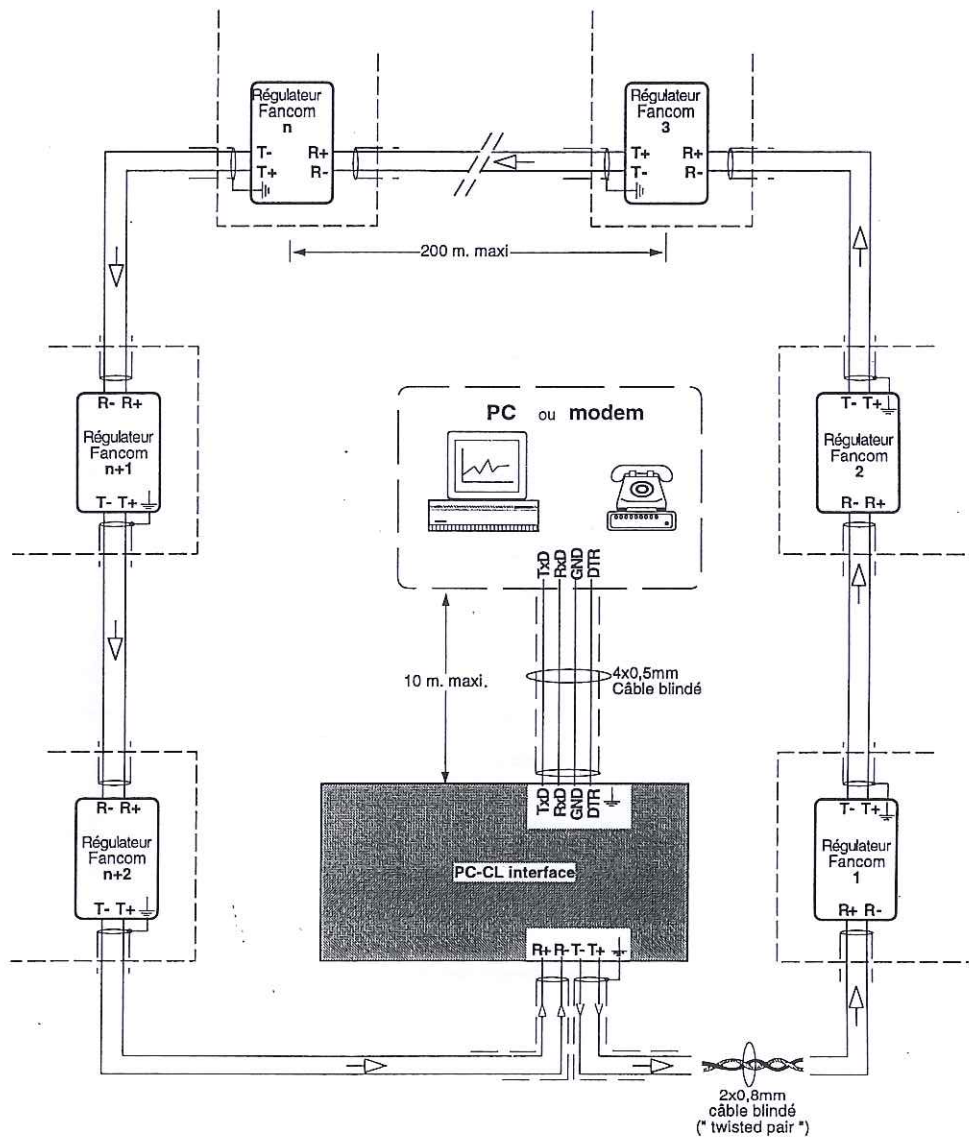 Régulateur
Fancom
n
T-
T+
R+
R-
Régulateur
Fancom
3
T+
T-
R+
R-
200 m. maxi
R- R+
Régulateur
Fancom
n+1
T- T+
PC ou modem
TxD
RxD
GND
DTR
T- T+
Régulateur
Fancom
2
R- R+
10 m. maxi.
4x0,5mm
Câble blindé
R- R+
Régulateur
Fancom
n+2
T- T+
TxD
RxD
GND
DTR
PC-CL interface
R+ R- T- T+
T- T+
Régulateur
Fancom
1
R+ R-
2x0,8mm
câble blindé
(" twisted pair ")